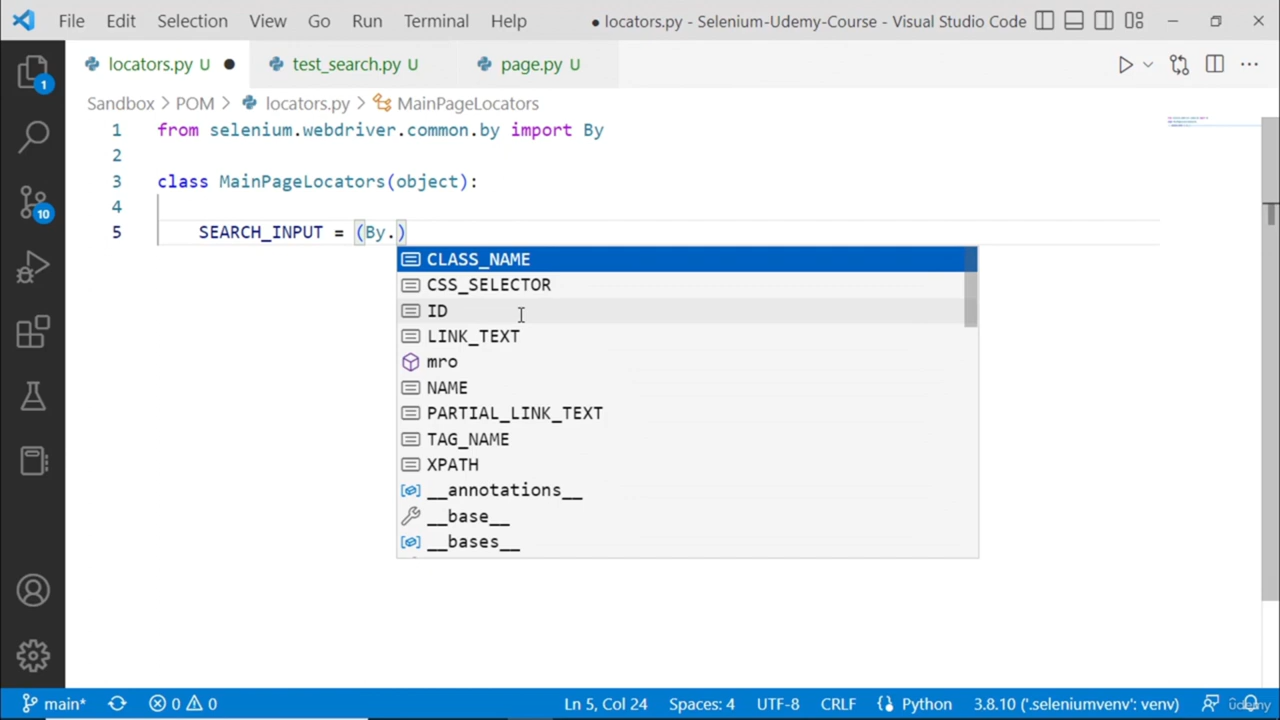 File Edit Selection View Go Run Terminal Help ● locators.py - Selenium-Udemy-Course - Visual Studio Code
locators.py U ● test_search.py U page.py U
Sandbox > POM > locators.py > MainPageLocators
1 from selenium.webdriver.common.by import By
2
3 class MainPageLocators(object):
4
5 SEARCH_INPUT = (By.)
CLASS_NAME
CSS_SELECTOR
ID
LINK_TEXT
mro
NAME
PARTIAL_LINK_TEXT
TAG_NAME
XPATH
__annotations__
__base__
__bases__
1
10
main* 0 0 Ln 5, Col 24 Spaces: 4 UTF-8 CRLF Python 3.8.10 ('.seleniumvenv': venv)
udemy